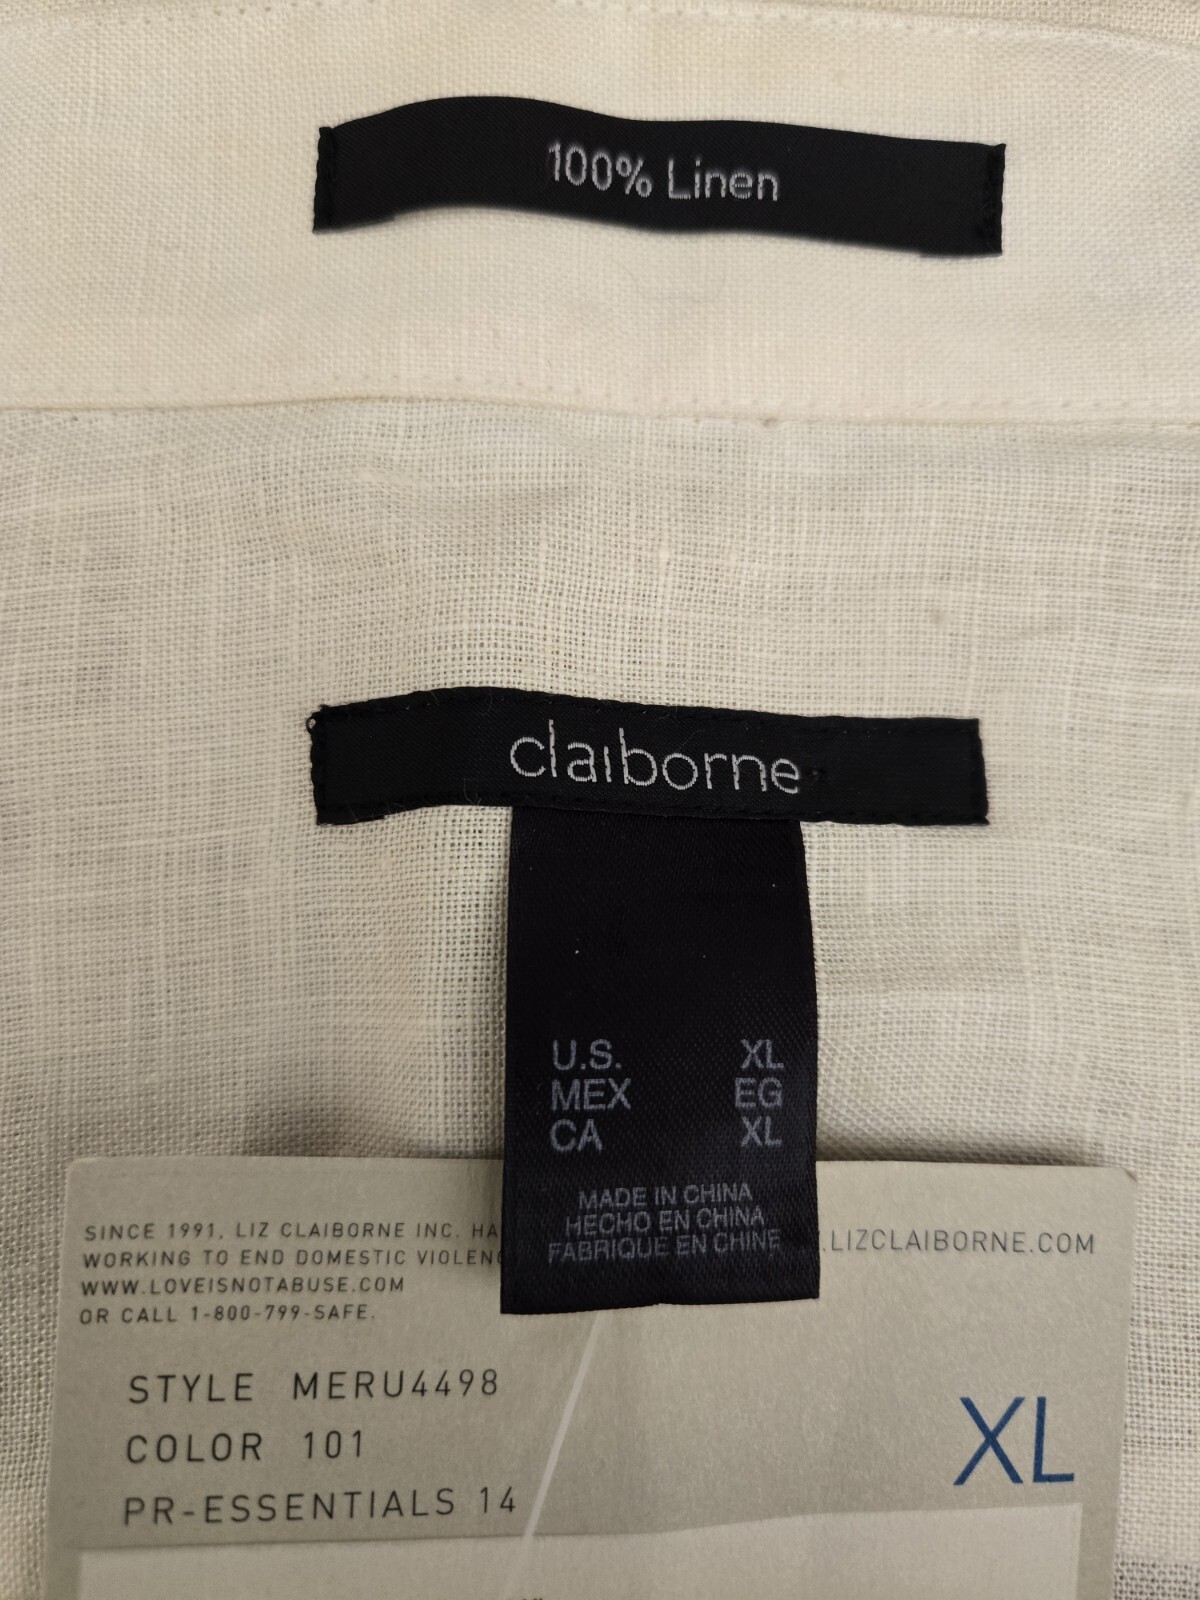 100% Linen
claiborne
U.S. XL
MEX EG
CA XL
MADE IN CHINA
HECHO EN CHINA
FABRIQUE EN CHINE
SINCE 1991, LIZ CLAIBORNE INC.
WORKING TO END DOMESTIC
WWW.LOVEISNOTABUSE.COM
OR CALL 1-800-799-SAFE.
.LIZCLAIBORNE.COM
STYLE MERU4498
COLOR 101
PR-ESSENTIALS 14
XL